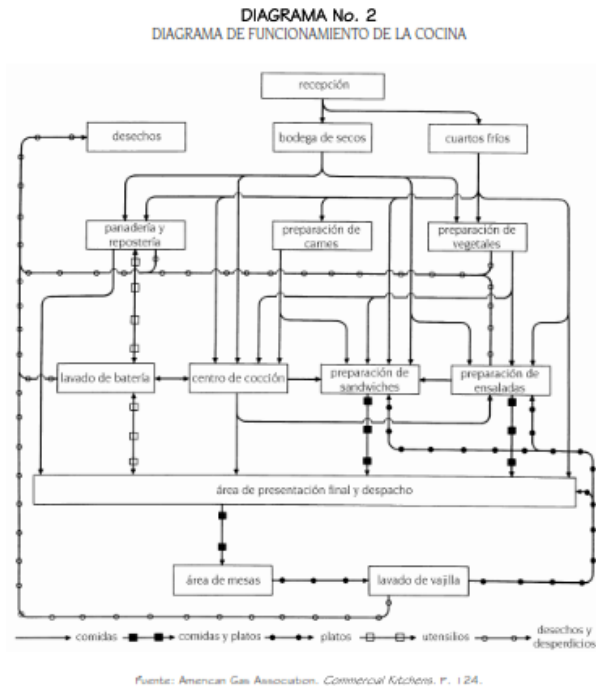 DIAGRAMA No. 2
DIAGRAMA DE FUNCIONAMIENTO DE LA COCINA
recepción
desechos
bodega de secos
cuartos fríos
panadería y
repostería
preparación de
carnes
preparación de
vegetales
lavado de batería
centro de cocción
preparación de
sandwiches
preparación de
ensaladas
área de presentación final y despacho
área de mesas
lavado de vajilla
comidas
comidas y platos
platos
utensilios
desechos y
desperdicios
Fuente: American Gas Association. Commercial Kitchens. P. 124.